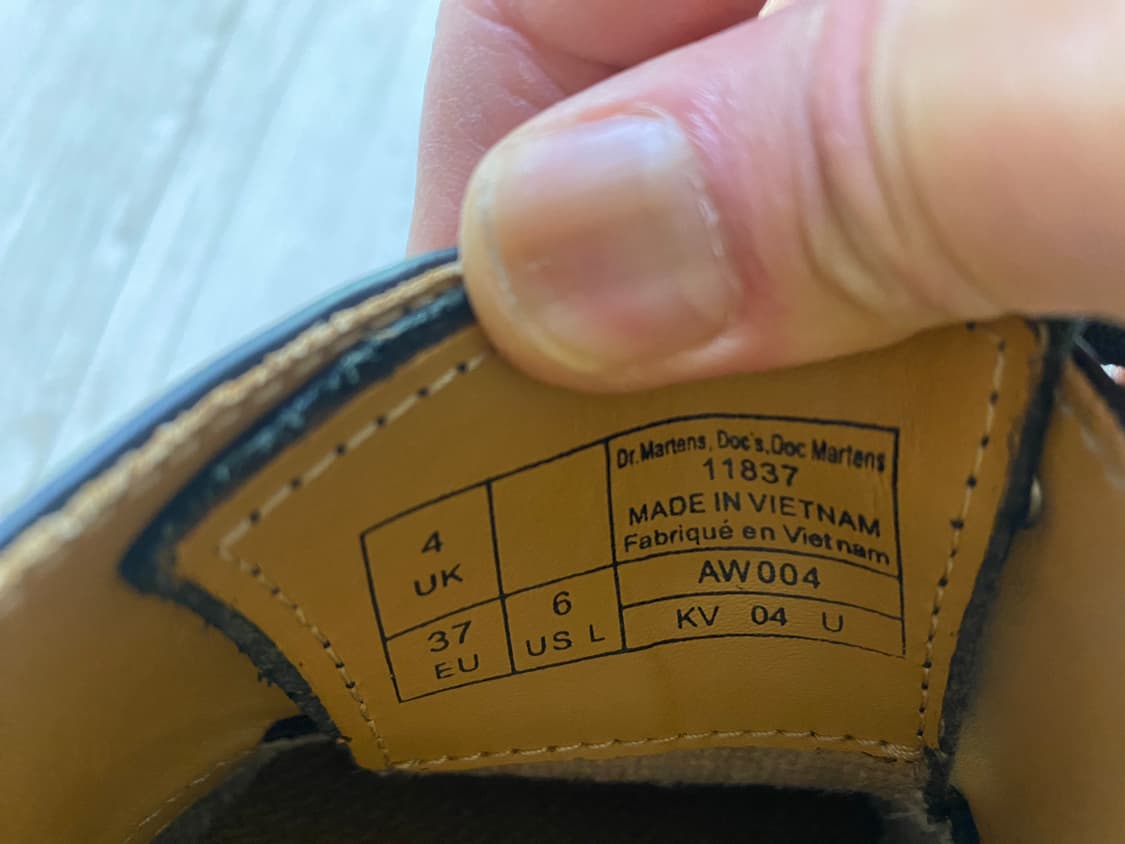 4
UK
37
EU
6
US L
Dr.Martens, Doc's, Doc Martens
11837
MADE IN VIETNAM
Fabriqué en Vietnam
AW004
KV 04 U